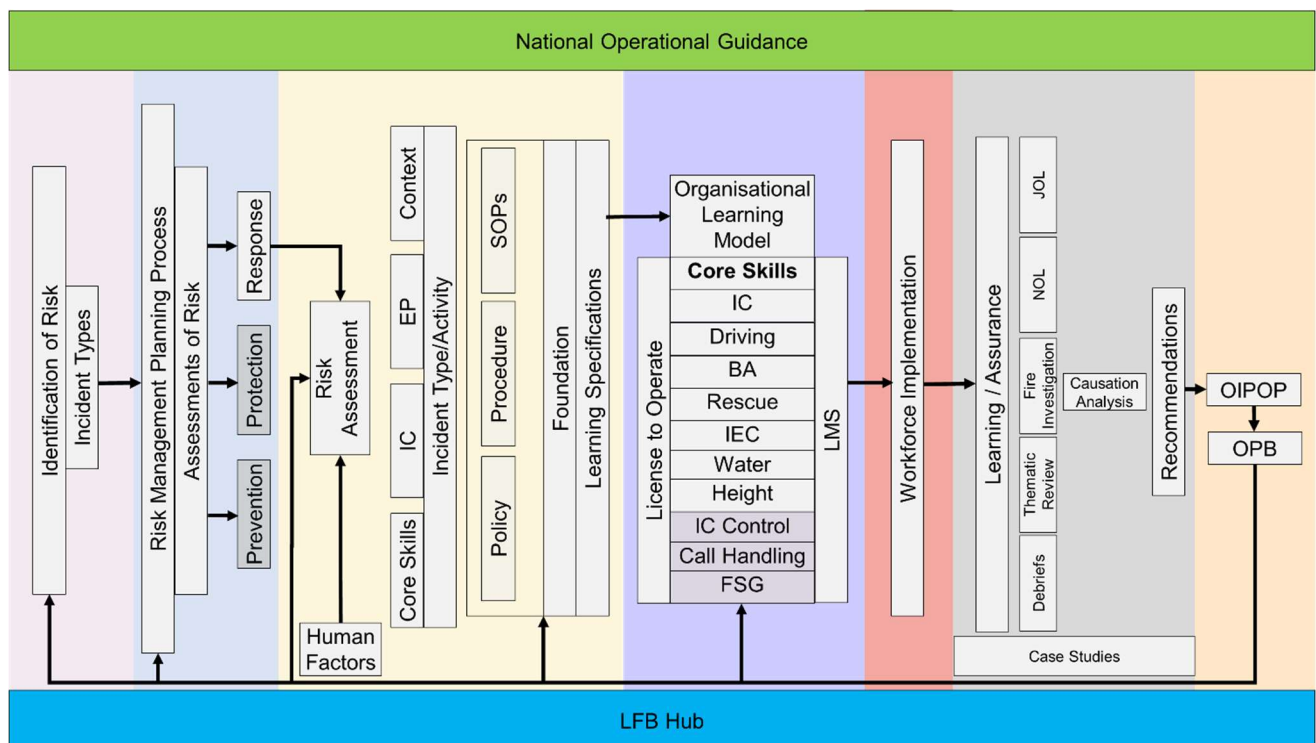 National Operational Guidance
Identification of Risk
Incident Types
Risk Management Planning Process
Assessments of Risk
Response
Protection
Prevention
Risk
Assessment
Human
Factors
Context
EP
IC
Core Skills
Incident Type/Activity
SOPs
Procedure
Policy
Foundation
Learning Specifications
Organisational
Learning
Model
License to Operate
Core Skills
IC
Driving
BA
Rescue
IEC
Water
Height
IC Control
Call Handling
FSG
LMS
Workforce Implementation
Learning / Assurance
JOL
NOL
Fire
Investigation
Thematic
Review
Debriefs
Causation
Analysis
Recommendations
Case Studies
OIPOP
OPB
LFB Hub